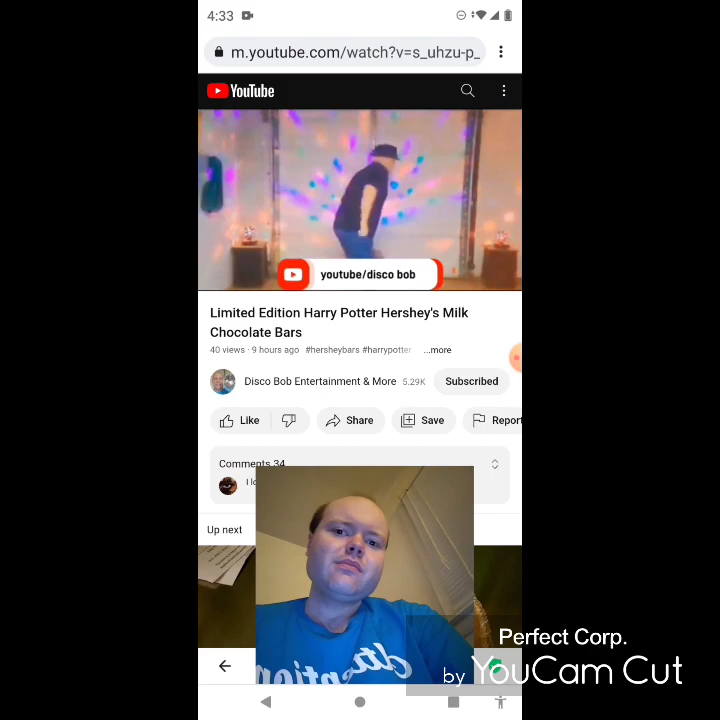 4:33
m.youtube.com/watch?v=s_uhzu-p_
YouTube
youtube/disco bob
Limited Edition Harry Potter Hershey's Milk
Chocolate Bars
40 views · 9 hours ago #hersheybars #harrypotter ...more
Disco Bob Entertainment & More 5.29K Subscribed
Like Share Save Report
Comments 34
I lo
Up next
Perfect Corp.
by YouCam Cut